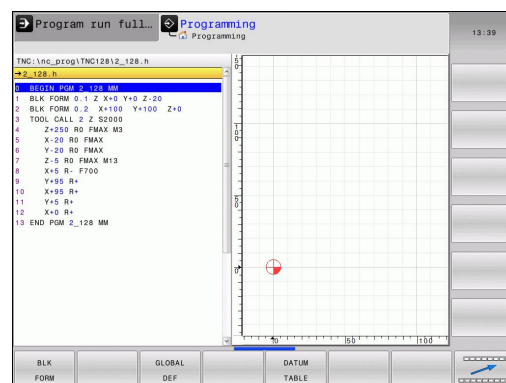 Program run full... Programming
Programming
13:39
TNC:\nc_prog\TNC128\2_128.h
→2_128.h
0 BEGIN PGM 2_128 MM
1 BLK FORM 0.1 Z X+0 Y+0 Z-20
2 BLK FORM 0.2 X+100 Y+100 Z+0
3 TOOL CALL 2 Z S2000
4 Z+250 R0 FMAX M3
5 X-20 R0 FMAX
6 Y-20 R0 FMAX
7 Z-5 R0 FMAX M13
8 X+5 R- F700
9 Y+95 R+
10 X+95 R+
11 Y+5 R+
12 X+0 R+
13 END PGM 2_128 MM
100
50
0
0 50 100
BLK FORM
GLOBAL DEF
DATUM TABLE